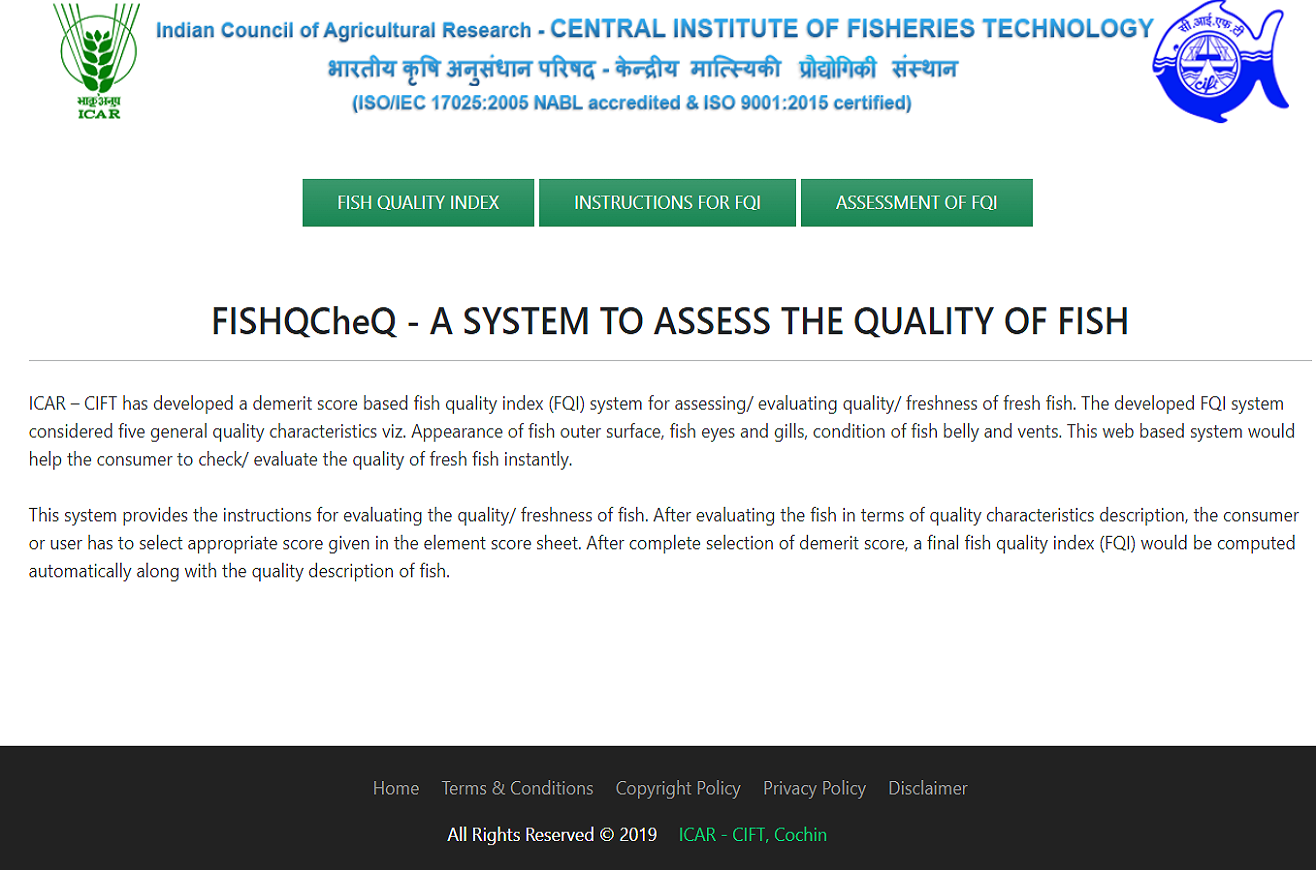 Indian Council of Agricultural Research - CENTRAL INSTITUTE OF FISHERIES TECHNOLOGY
भारतीय कृषि अनुसंधान परिषद - केन्द्रीय मात्स्यिकी प्रौद्योगिकी संस्थान
(ISO/IEC 17025:2005 NABL accredited & ISO 9001:2015 certified)
भाकृअनुप
ICAR
सी.आई.एफ.टी
cift
FISH QUALITY INDEX
INSTRUCTIONS FOR FQI
ASSESSMENT OF FQI
FISHQCheQ - A SYSTEM TO ASSESS THE QUALITY OF FISH
ICAR – CIFT has developed a demerit score based fish quality index (FQI) system for assessing/ evaluating quality/ freshness of fresh fish. The developed FQI system
considered five general quality characteristics viz. Appearance of fish outer surface, fish eyes and gills, condition of fish belly and vents. This web based system would
help the consumer to check/ evaluate the quality of fresh fish instantly.
This system provides the instructions for evaluating the quality/ freshness of fish. After evaluating the fish in terms of quality characteristics description, the consumer
or user has to select appropriate score given in the element score sheet. After complete selection of demerit score, a final fish quality index (FQI) would be computed
automatically along with the quality description of fish.
Home Terms & Conditions Copyright Policy Privacy Policy Disclaimer
All Rights Reserved © 2019 ICAR - CIFT, Cochin